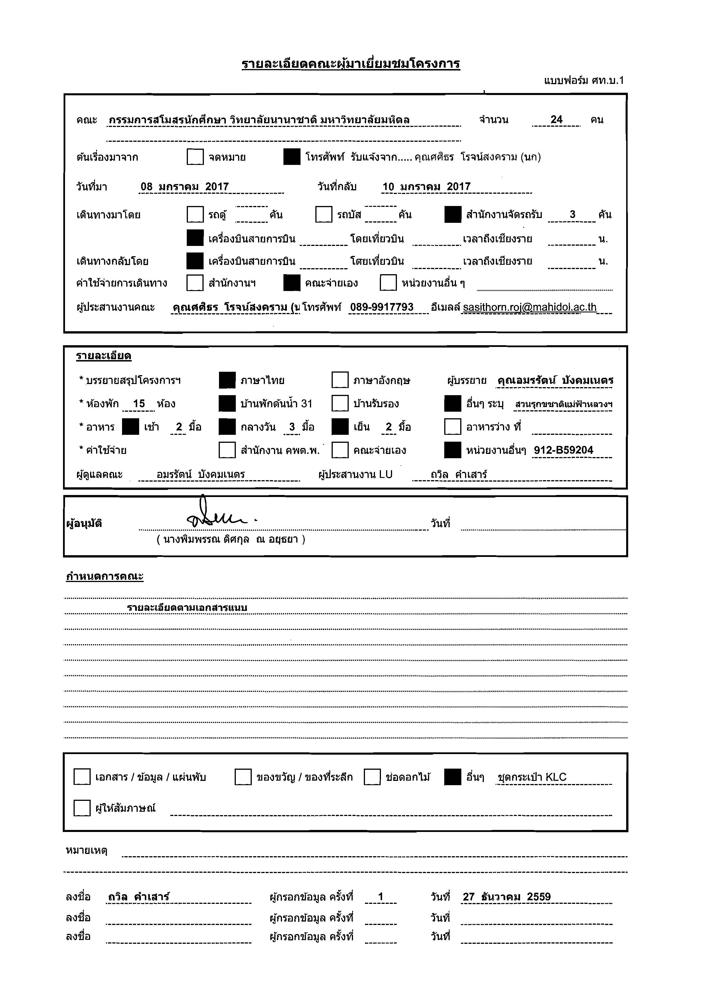 รายละเอียดคณะผู้มาเยี่ยมชมโครงการ
แบบฟอร์ม ศท.บ.1
คณะ กรรมการสโมสรนักศึกษา วิทยาลัยนานาชาติ มหาวิทยาลัยมหิดล จำนวน 24 คน
ต้นเรื่องมาจาก จดหมาย โทรศัพท์ รับแจ้งจาก..... คุณศศิธร โรจน์สงคราม (นก)
วันที่มา 08 มกราคม 2017 วันที่กลับ 10 มกราคม 2017
เดินทางมาโดย รถตู้ คัน รถบัส คัน สำนักงานจัดรถรับ 3 คัน
เครื่องบินสายการบิน โดยเที่ยวบิน เวลาถึงเชียงราย น.
เดินทางกลับโดย เครื่องบินสายการบิน โดยเที่ยวบิน เวลาถึงเชียงราย น.
ค่าใช้จ่ายการเดินทาง สำนักงานฯ คณะจ่ายเอง หน่วยงานอื่น ๆ
ผู้ประสานงานคณะ คุณศศิธร โรจน์สงคราม (น โทรศัพท์ 089-9917793 อีเมลล์ sasithorn.roj@mahidol.ac.th
รายละเอียด
* บรรยายสรุปโครงการฯ ภาษาไทย ภาษาอังกฤษ ผู้บรรยาย คุณอมรรัตน์ บังคมเนตร
* ห้องพัก 15 ห้อง บ้านพักต้นน้ำ 31 บ้านรับรอง อื่นๆ ระบุ สวนรุกขชาติแม่ฟ้าหลวงฯ
* อาหาร เช้า 2 มื้อ กลางวัน 3 มื้อ เย็น 2 มื้อ อาหารว่าง ที่
* ค่าใช้จ่าย สำนักงาน คพต.พ. คณะจ่ายเอง หน่วยงานอื่นๆ 912-B59204
ผู้ดูแลคณะ อมรรัตน์ บังคมเนตร ผู้ประสานงาน LU ถวิล คำเสาร์
ผู้อนุมัติ วันที่
( นางพิมพรรณ ดิศกุล ณ อยุธยา )
กำหนดการคณะ
รายละเอียดตามเอกสารแนบ
เอกสาร / ข้อมูล / แผ่นพับ ของขวัญ / ของที่ระลึก ช่อดอกไม้ อื่นๆ ชุดกระเป๋า KLC
ผู้ให้สัมภาษณ์
หมายเหตุ
ลงชื่อ ถวิล คำเสาร์ ผู้กรอกข้อมูล ครั้งที่ 1 วันที่ 27 ธันวาคม 2559
ลงชื่อ ผู้กรอกข้อมูล ครั้งที่ วันที่
ลงชื่อ ผู้กรอกข้อมูล ครั้งที่ วันที่